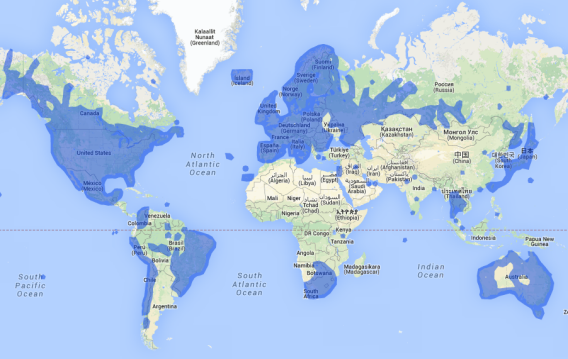 Kalaallit
Nunaat
(Greenland)
Ísland
(Iceland)
Suomi
(Finland)
Sverige
(Sweden)
Norge
(Norway)
Россия
(Russia)
Canada
United
Kingdom
Polska
(Poland)
Deutschland
(Germany)
Україна
(Ukraine)
France
Italia
(Italy)
España
(Spain)
Қазақстан
(Kazakhstan)
Монгол Улс
(Mongolia)
United States
North
Atlantic
Ocean
Türkiye
(Turkey)
中国
(China)
대한민국
(South
Korea)
日本
(Japan)
México
(Mexico)
(Algeria)
(Libya)
(Egypt)
(Iraq)
(Iran)
(Afghanistan)
(Pakistan)
(Saudi
Arabia)
India
Mali
Niger
(Chad)
(Sudan)
(Thailand)
Nigeria
ኢትዮጵያ
(Ethiopia)
Venezuela
Colombia
DR Congo
Kenya
Tanzania
Indonesia
Papua New
Guinea
Perú
(Peru)
Brasil
(Brazil)
Bolivia
Angola
Namibia
Botswana
Madagasikara
(Madagascar)
South
Pacific
Ocean
Chile
South
Atlantic
Ocean
Indian
Ocean
Australia
South
Africa
Argentina